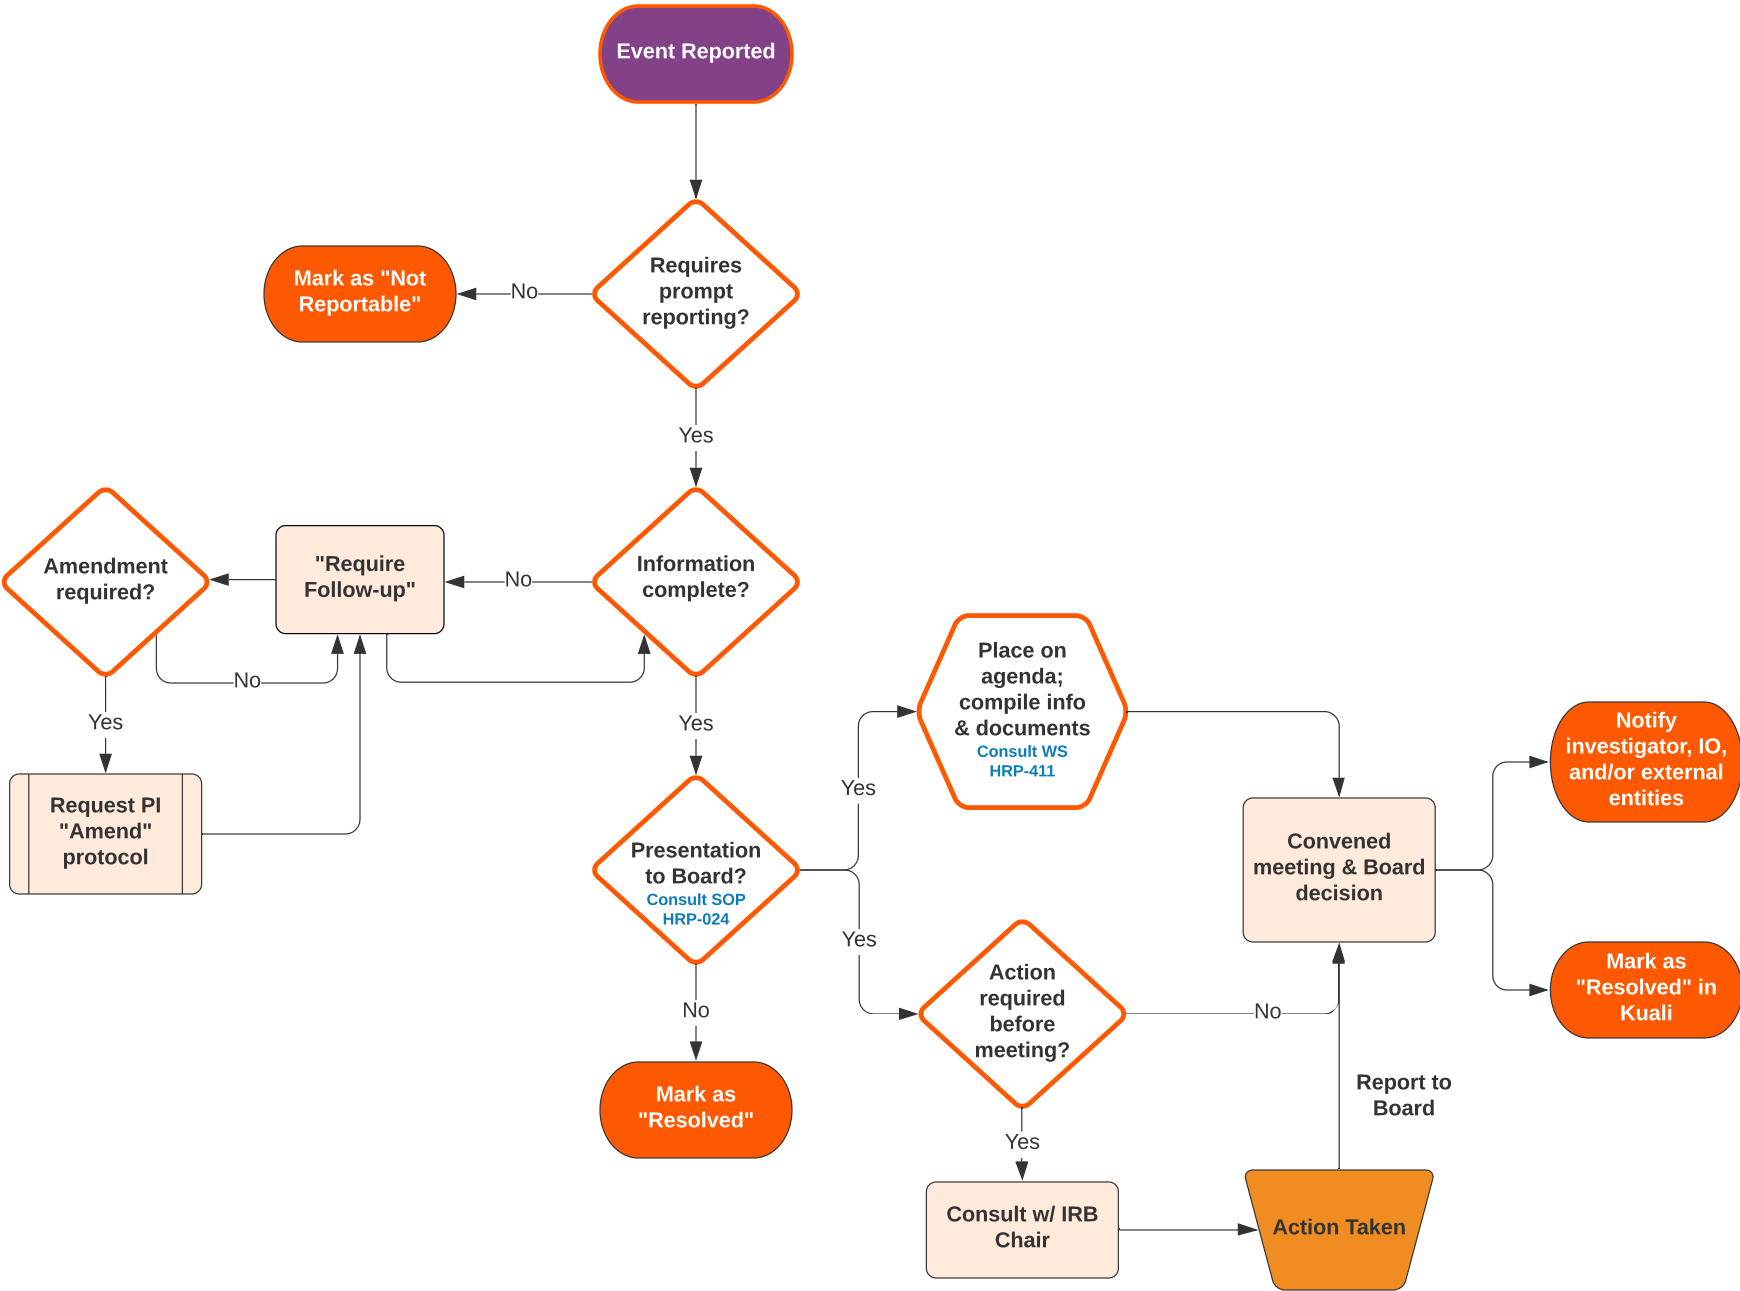 Event Reported
Requires
prompt
reporting?
No
Mark as "Not
Reportable"
Yes
Information
complete?
No
"Require
Follow-up"
Amendment
required?
No
Yes
Request PI
"Amend"
protocol
Yes
Presentation
to Board?
Consult SOP
HRP-024
No
Mark as
"Resolved"
Yes
Place on
agenda;
compile info
& documents
Consult WS
HRP-411
Yes
Action
required
before
meeting?
No
Yes
Consult w/ IRB
Chair
Action Taken
Report to
Board
Convened
meeting & Board
decision
Notify
investigator, IO,
and/or external
entities
Mark as
"Resolved" in
Kuali